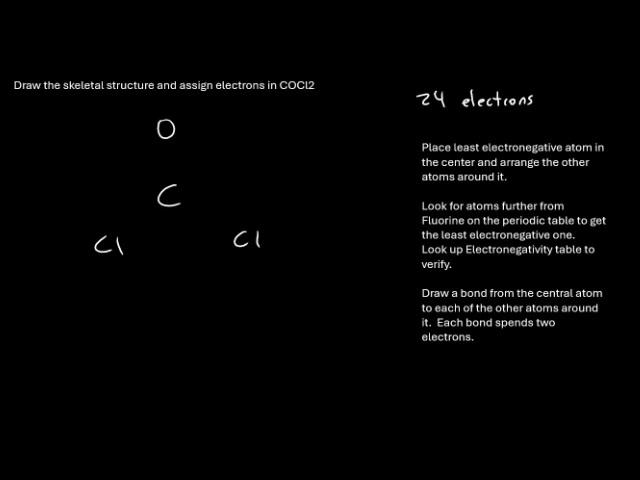 Draw the skeletal structure and assign electrons in COCl2
24 electrons
O
C
Cl Cl
Place least electronegative atom in
the center and arrange the other
atoms around it.
Look for atoms further from
Fluorine on the periodic table to get
the least electronegative one.
Look up Electronegativity table to
verify.
Draw a bond from the central atom
to each of the other atoms around
it. Each bond spends two
electrons.